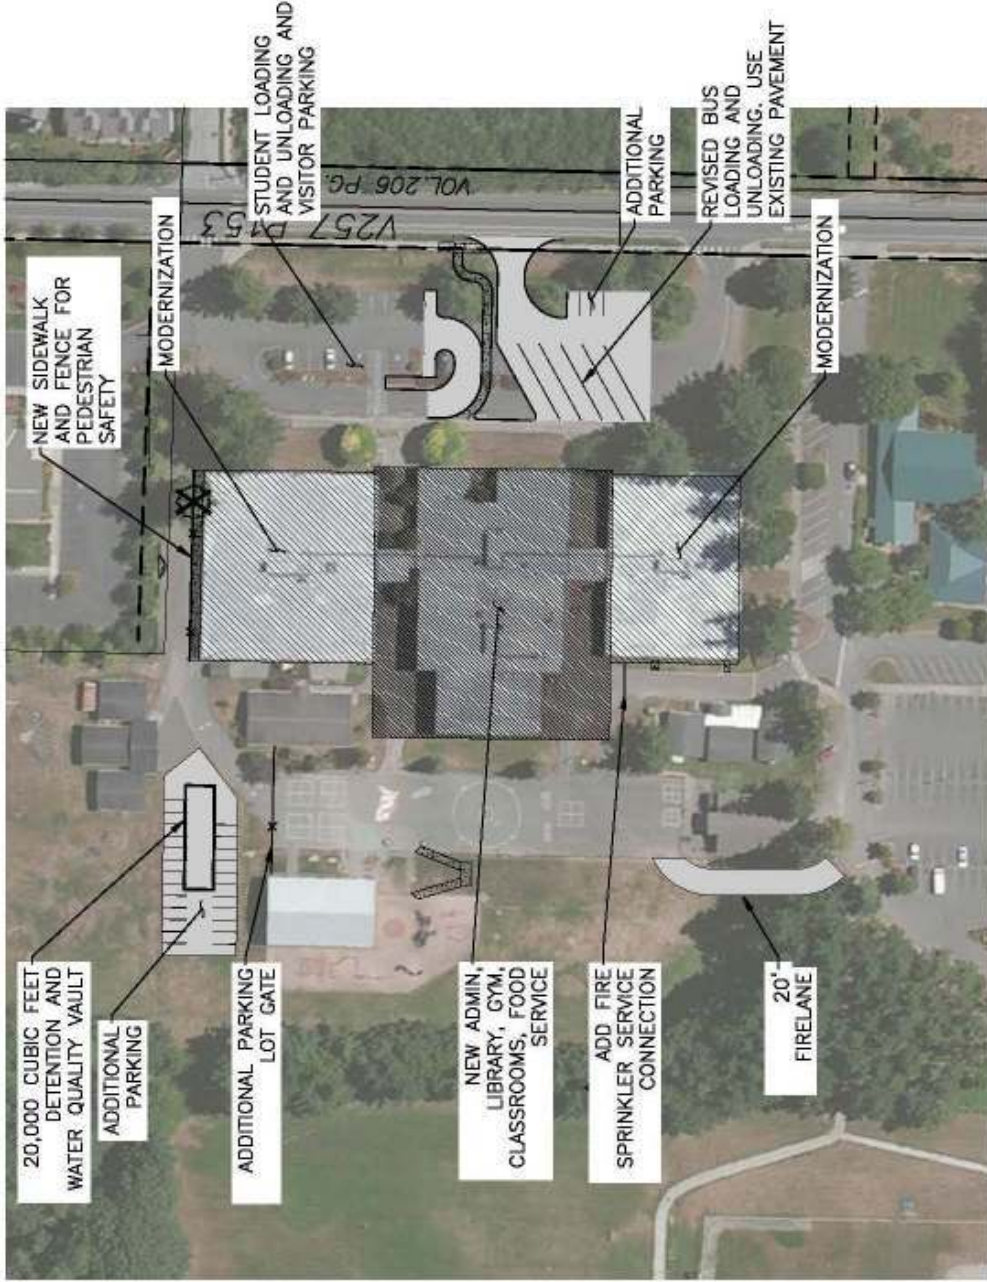 NEW SIDEWALK
AND FENCE FOR
PEDESTRIAN
SAFETY
MODERNIZATION
STUDENT LOADING
AND UNLOADING AND
VISITOR PARKING
V257 P153
VOL.206 PG.
ADDITIONAL
PARKING
REVISED BUS
LOADING AND
UNLOADING. USE
EXISTING PAVEMENT
MODERNIZATION
20,000 CUBIC FEET
DETENTION AND
WATER QUALITY VAULT
ADDITIONAL
PARKING
ADDITIONAL PARKING
LOT GATE
NEW ADMIN,
LIBRARY, GYM,
CLASSROOMS, FOOD
SERVICE
ADD FIRE
SPRINKLER SERVICE
CONNECTION
20'
FIRELANE